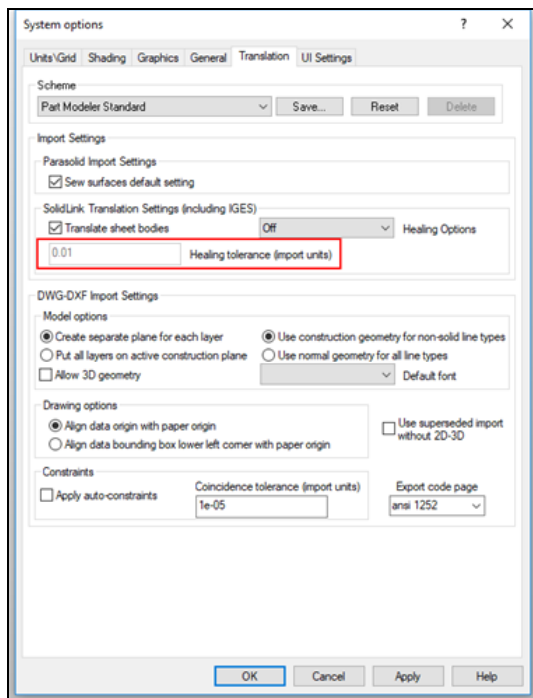 System options
Units\Grid Shading Graphics General Translation UI Settings
Scheme
Part Modeler Standard Save... Reset Delete
Import Settings
Parasolid Import Settings
Sew surfaces default setting
SolidLink Translation Settings (including IGES)
Translate sheet bodies Off Healing Options
0.01 Healing tolerance (import units)
DWG-DXF Import Settings
Model options
Create separate plane for each layer Use construction geometry for non-solid line types
Put all layers on active construction plane Use normal geometry for all line types
Allow 3D geometry Default font
Drawing options
Align data origin with paper origin
Align data bounding box lower left corner with paper origin
Use superseded import
without 2D-3D
Constraints
Apply auto-constraints
Coincidence tolerance (import units)
1e-05
Export code page
ansi 1252
OK Cancel Apply Help